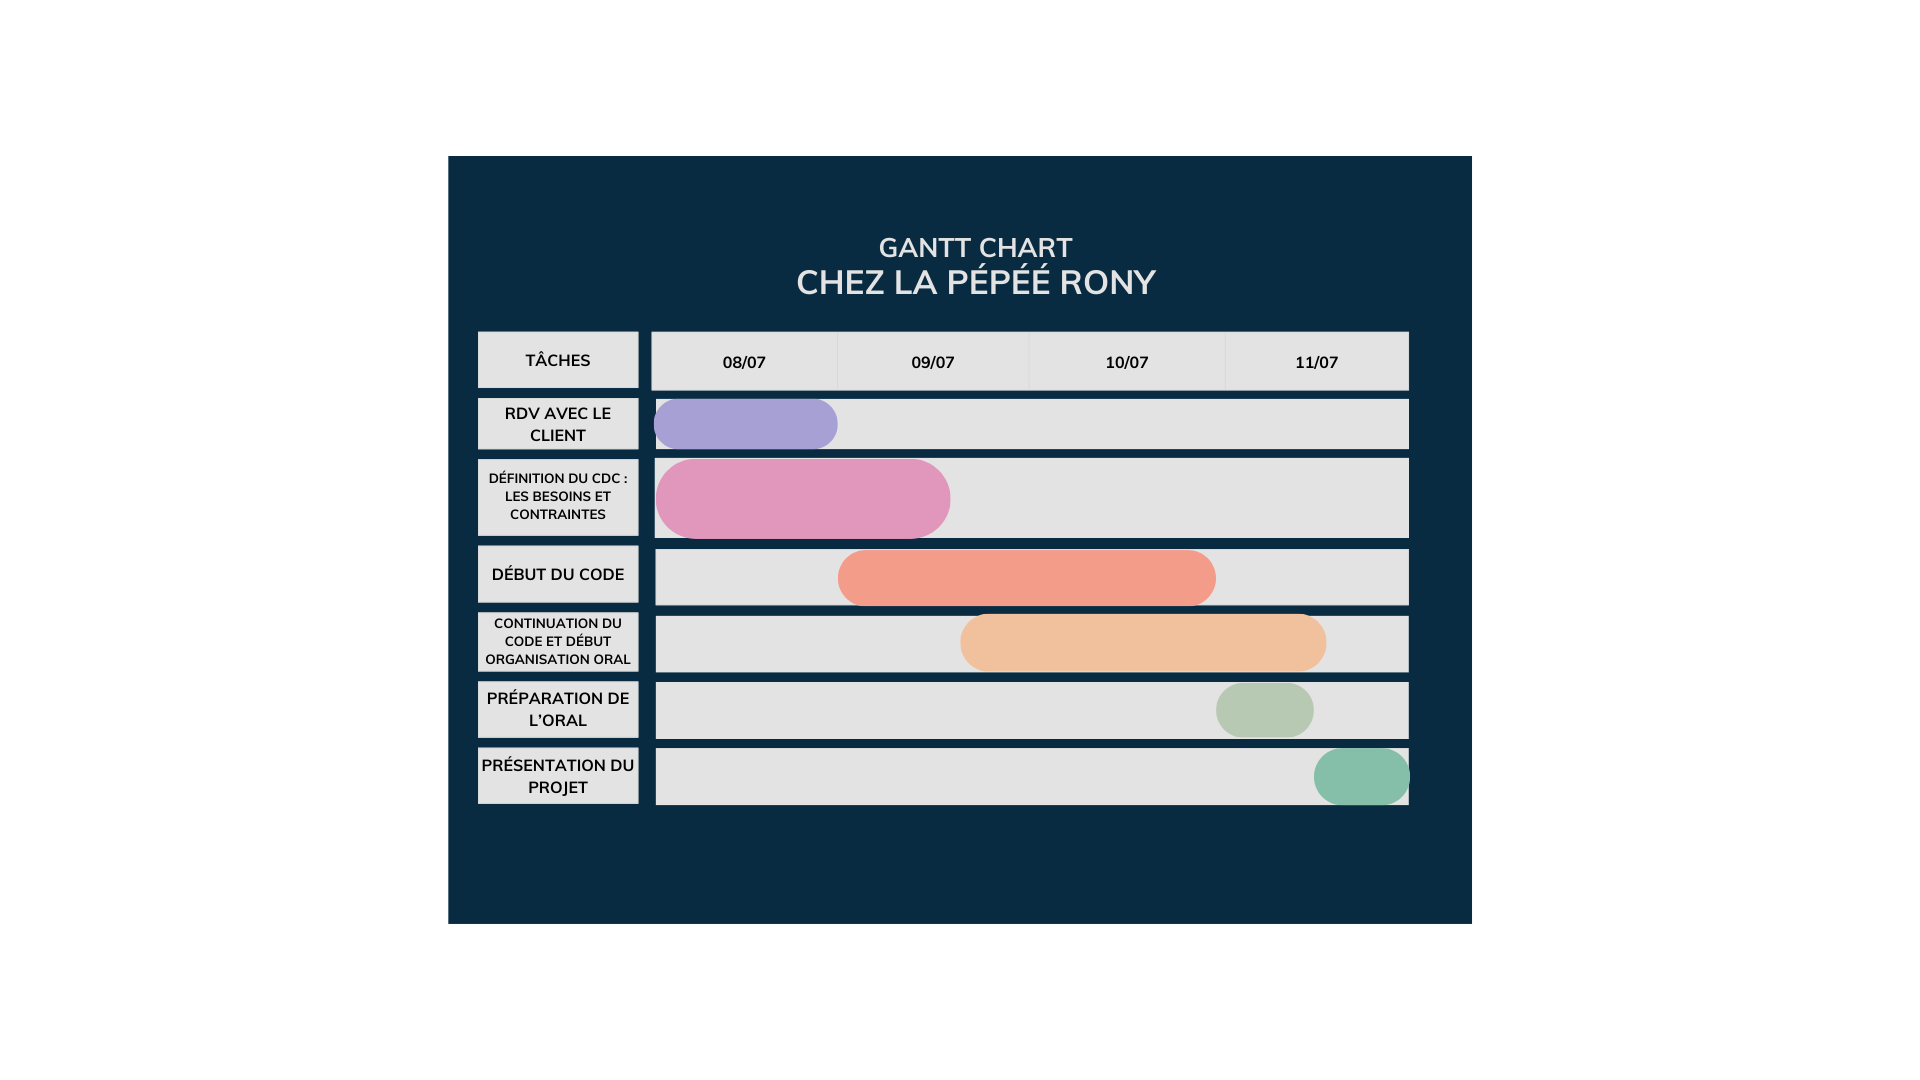 GANTT CHART
CHEZ LA PÉPÉÉ RONY
TÂCHES
08/07
09/07
10/07
11/07
RDV AVEC LE
CLIENT
DÉFINITION DU CDC :
LES BESOINS ET
CONTRAINTES
DÉBUT DU CODE
CONTINUATION DU
CODE ET DÉBUT
ORGANISATION ORAL
PRÉPARATION DE
L’ORAL
PRÉSENTATION DU
PROJET